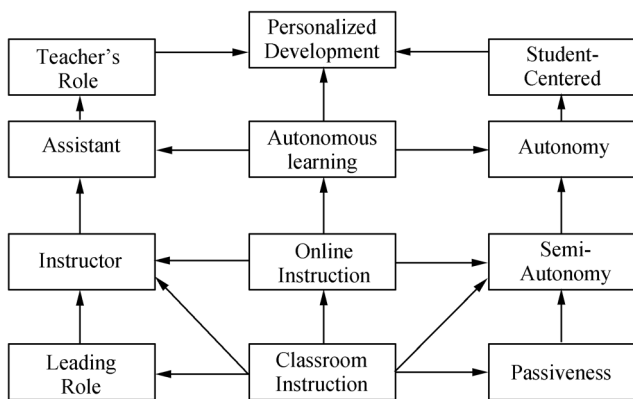 Personalized
Development
Teacher's
Role
Student-
Centered
Assistant
Autonomous
learning
Autonomy
Instructor
Online
Instruction
Semi-
Autonomy
Leading
Role
Classroom
Instruction
Passiveness